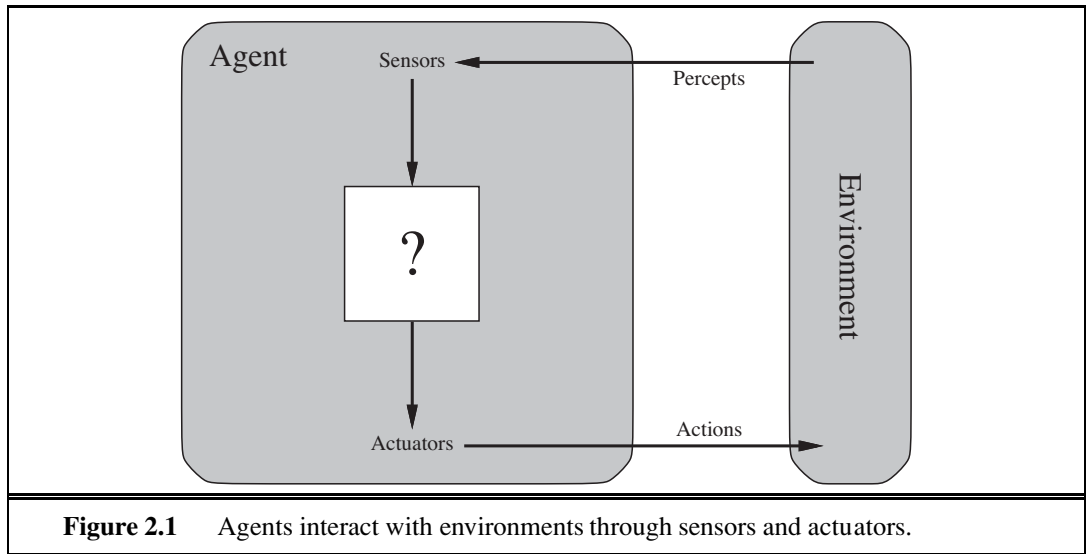 Agent
Sensors
Percepts
?
Environment
Actuators
Actions
Figure 2.1 Agents interact with environments through sensors and actuators.